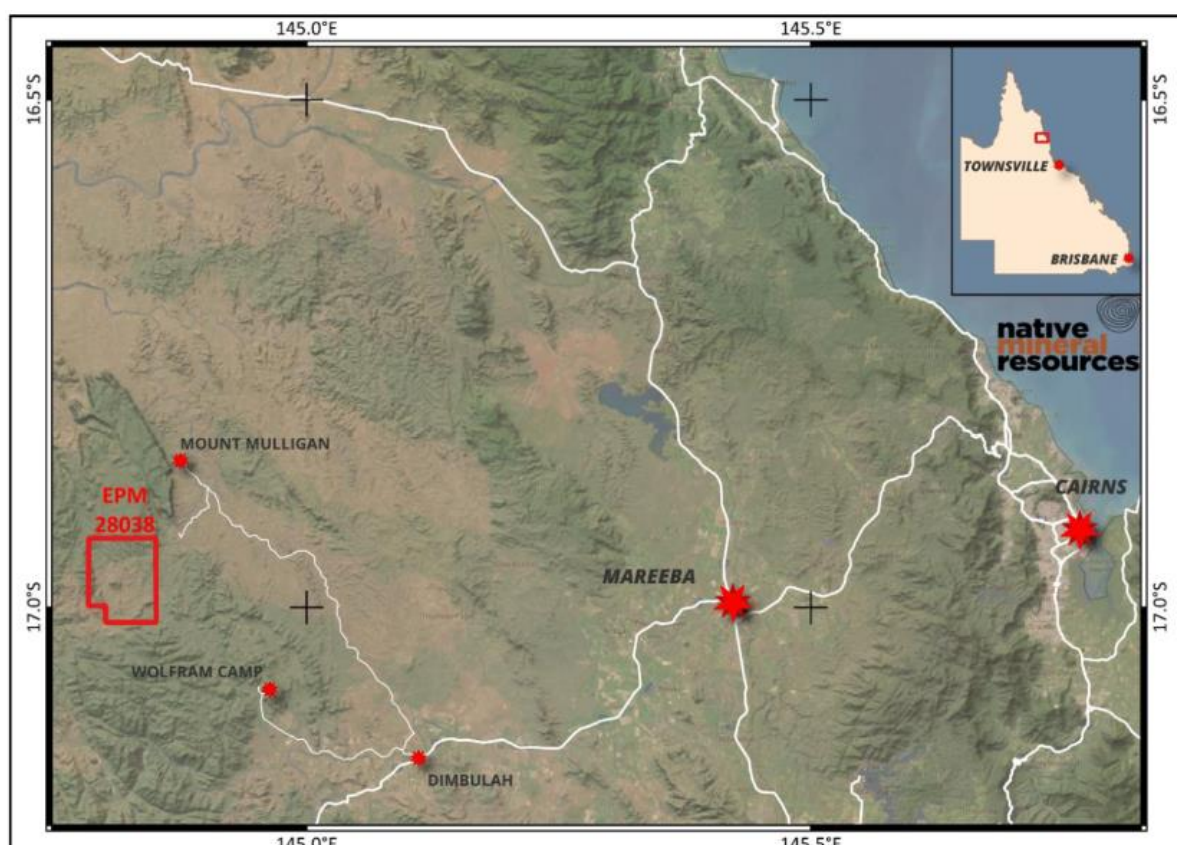 145.0°E
145.5°E
16.5°S
16.5°S
TOWNSVILLE
BRISBANE
native
mineral
resources
MOUNT MULLIGAN
EPM
28038
CAIRNS
MAREEBA
17.0°S
17.0°S
WOLFRAM CAMP
DIMBULAH
145.0°E
145.5°E